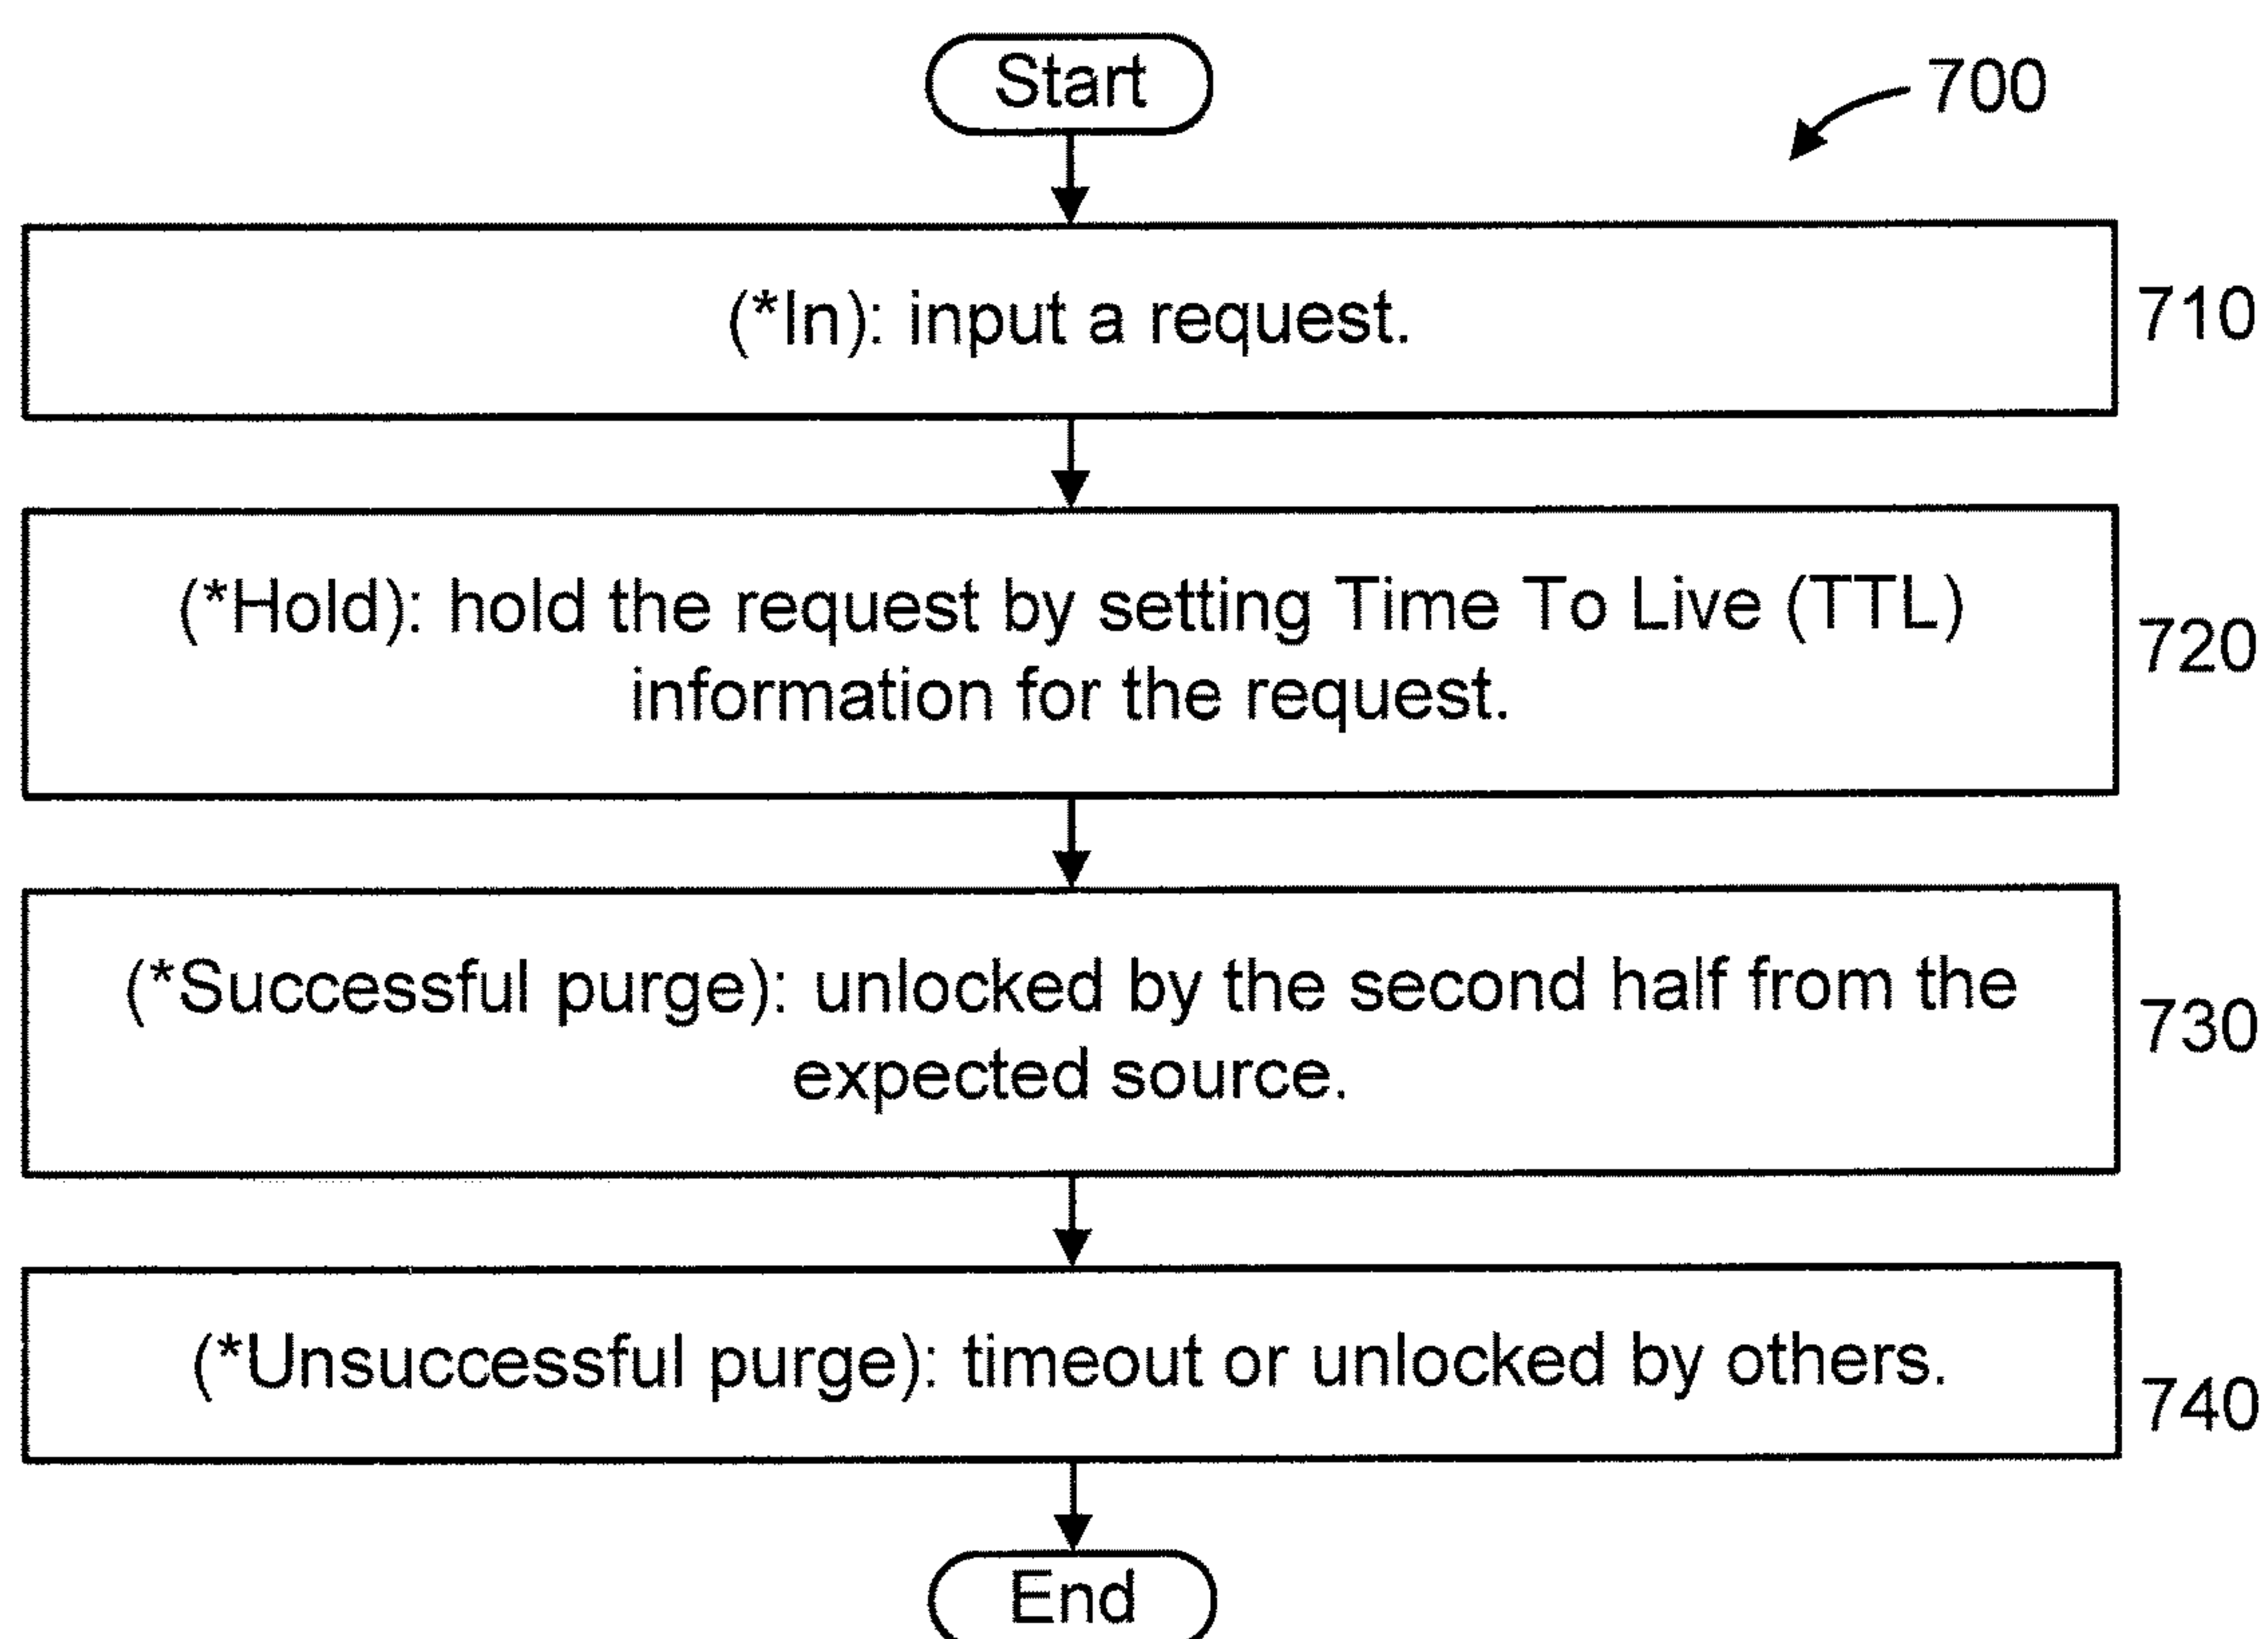 Start
700
(*In): input a request.
710
(*Hold): hold the request by setting Time To Live (TTL)
information for the request.
720
(*Successful purge): unlocked by the second half from the
expected source.
730
(*Unsuccessful purge): timeout or unlocked by others.
740
End